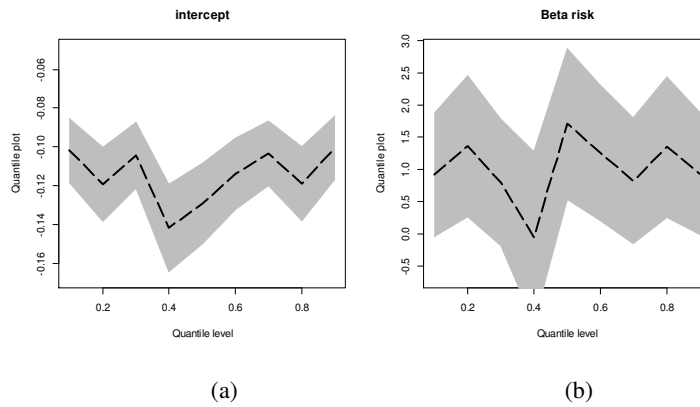 intercept
Quantile plot
-0.06
-0.08
-0.10
-0.12
-0.14
-0.16
0.2
0.4
0.6
0.8
Quantile level
(a)
Beta risk
Quantile plot
3.0
2.5
2.0
1.5
1.0
0.5
0.0
-0.5
0.2
0.4
0.6
0.8
Quantile level
(b)